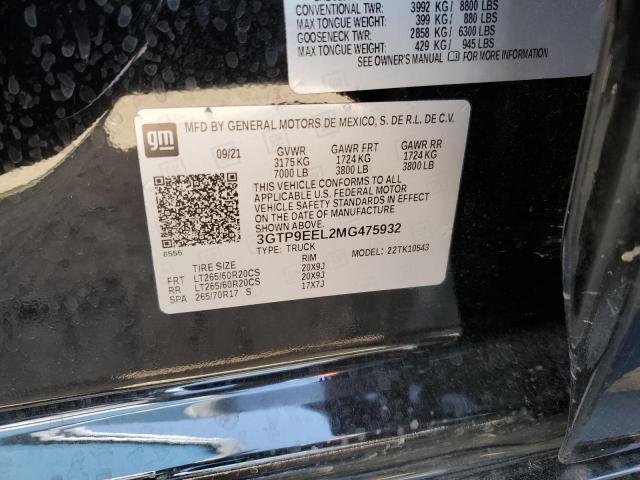 CONVENTIONAL TWR: 3992 KG/ 8800 LBS
MAX TONGUE WEIGHT: 399 KG/ 880 LBS
GOOSENECK TWR: 2858 KG/ 6300 LBS
MAX TONGUE WEIGHT: 429 KG/ 945 LBS
SEE OWNER'S MANUAL FOR MORE INFORMATION
gm
MFD BY GENERAL MOTORS DE MEXICO, S. DE R.L. DE C.V.
09/21 GVWR GAWR FRT GAWR RR
3175 KG 1724 KG 1724 KG
7000 LB 3800 LB 3800 LB
THIS VEHICLE CONFORMS TO ALL
APPLICABLE U.S. FEDERAL MOTOR
VEHICLE SAFETY STANDARDS IN EFFECT
ON THE DATE OF MANUFACTURE
3GTP9EEL2MG475932
TYPE: TRUCK MODEL: 22TK10543
8555
TIRE SIZE RIM
FRT LT265/60R20CS 20X9J
RR LT265/60R20CS 20X9J
SPA 265/70R17 S 17X7J